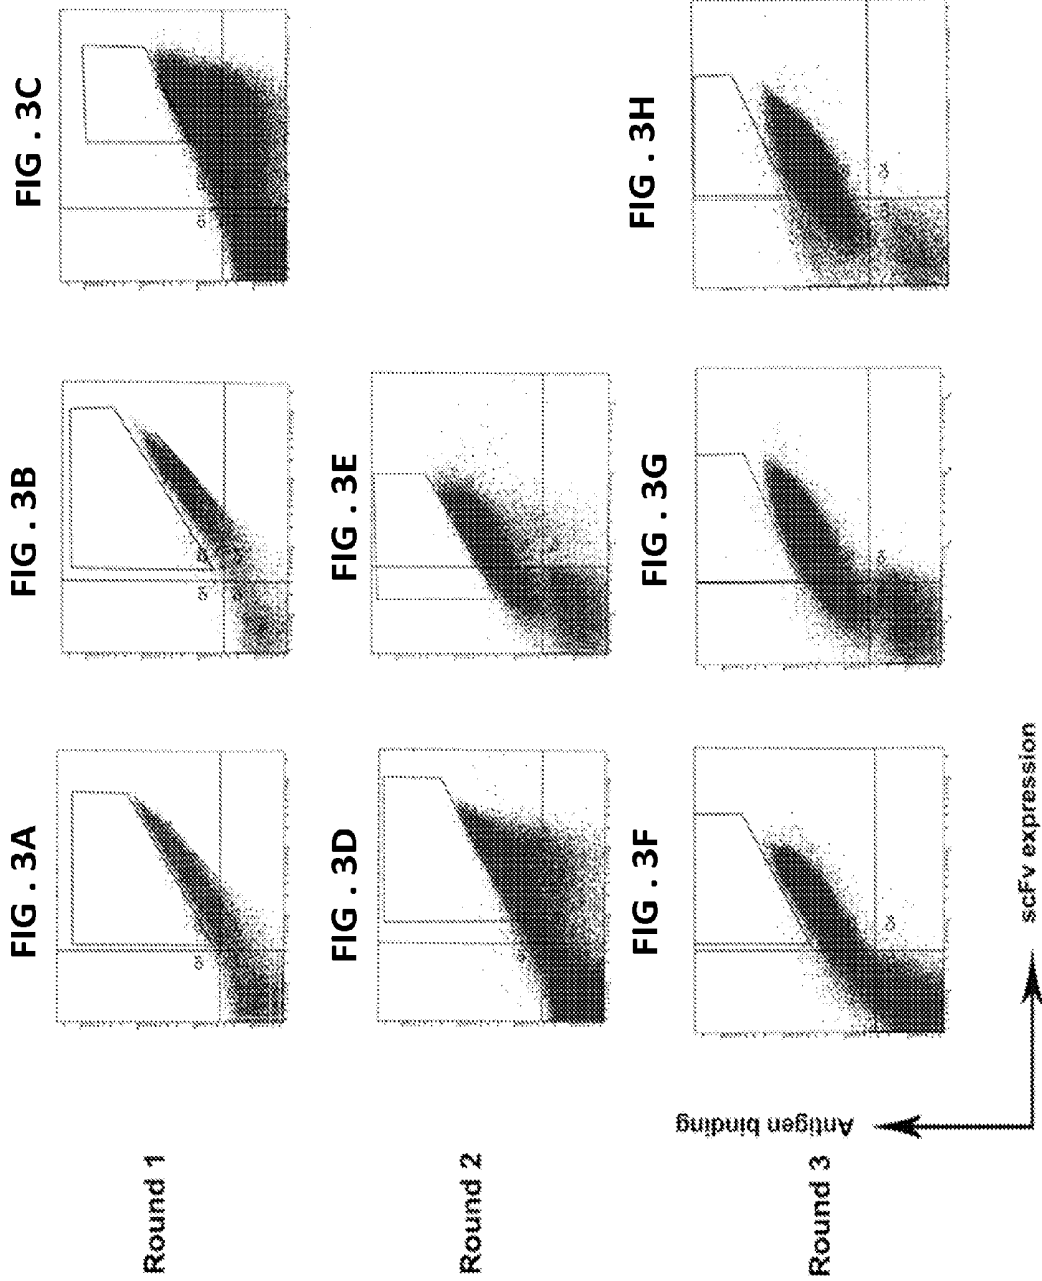 Round 1
FIG . 3A
FIG . 3B
FIG . 3C
Round 2
FIG . 3D
FIG . 3E
Round 3
FIG . 3F
FIG . 3G
FIG . 3H
Antigen binding
scFv expression